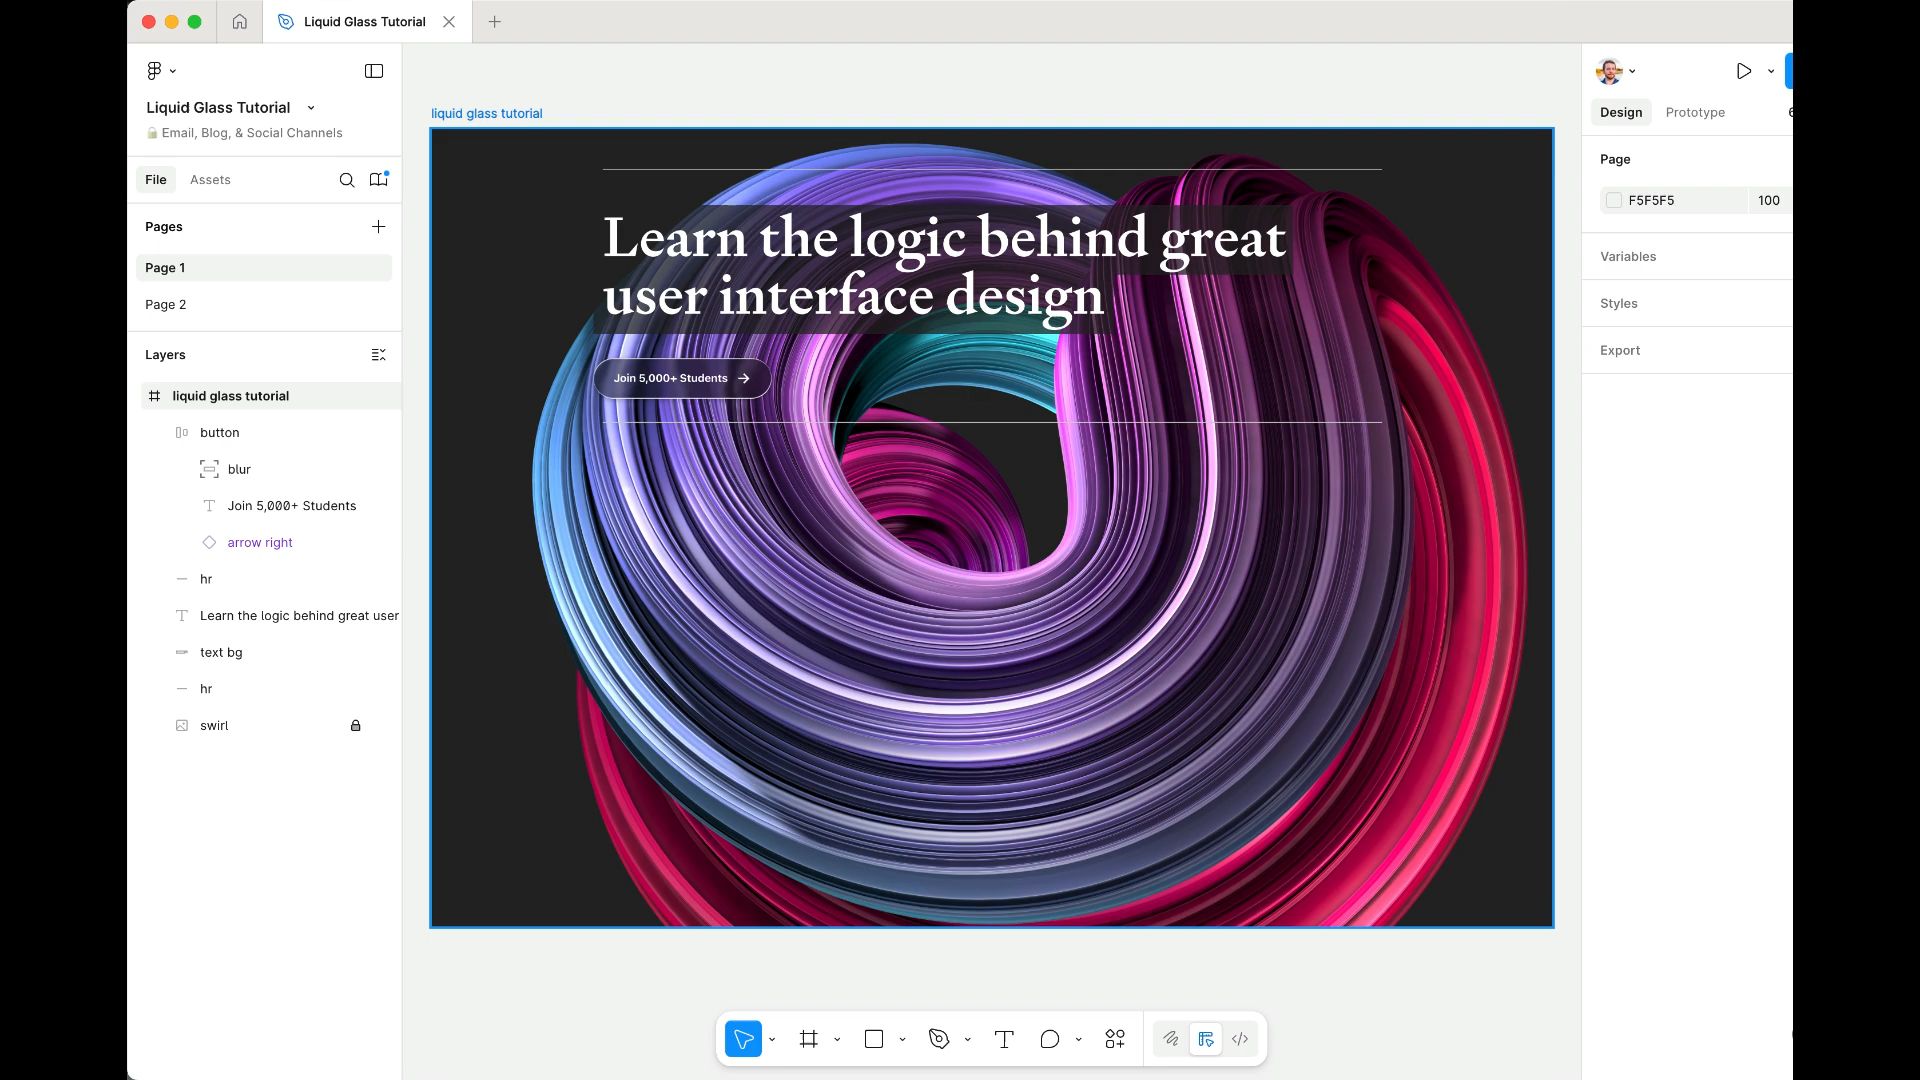 Liquid Glass Tutorial
Liquid Glass Tutorial
Email, Blog, & Social Channels
File
Assets
Pages
Page 1
Page 2
Layers
liquid glass tutorial
button
blur
Join 5,000+ Students
arrow right
hr
Learn the logic behind great user
text bg
hr
swirl
liquid glass tutorial
Learn the logic behind great
user interface design
Join 5,000+ Students
Design
Prototype
Page
F5F5F5
100
Variables
Styles
Export